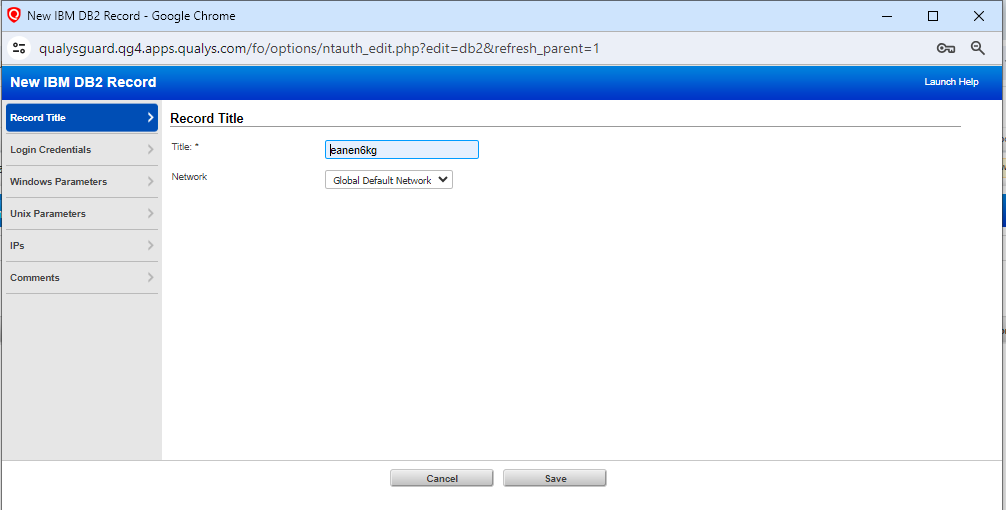 New IBM DB2 Record - Google Chrome
qualysguard.qg4.apps.qualys.com/fo/options/ntauth_edit.php?edit=db2&refresh_parent=1
New IBM DB2 Record
Launch Help
Record Title
Login Credentials
Windows Parameters
Unix Parameters
IPs
Comments
Record Title
Title: *
eanen6kg
Network
Global Default Network
Cancel
Save